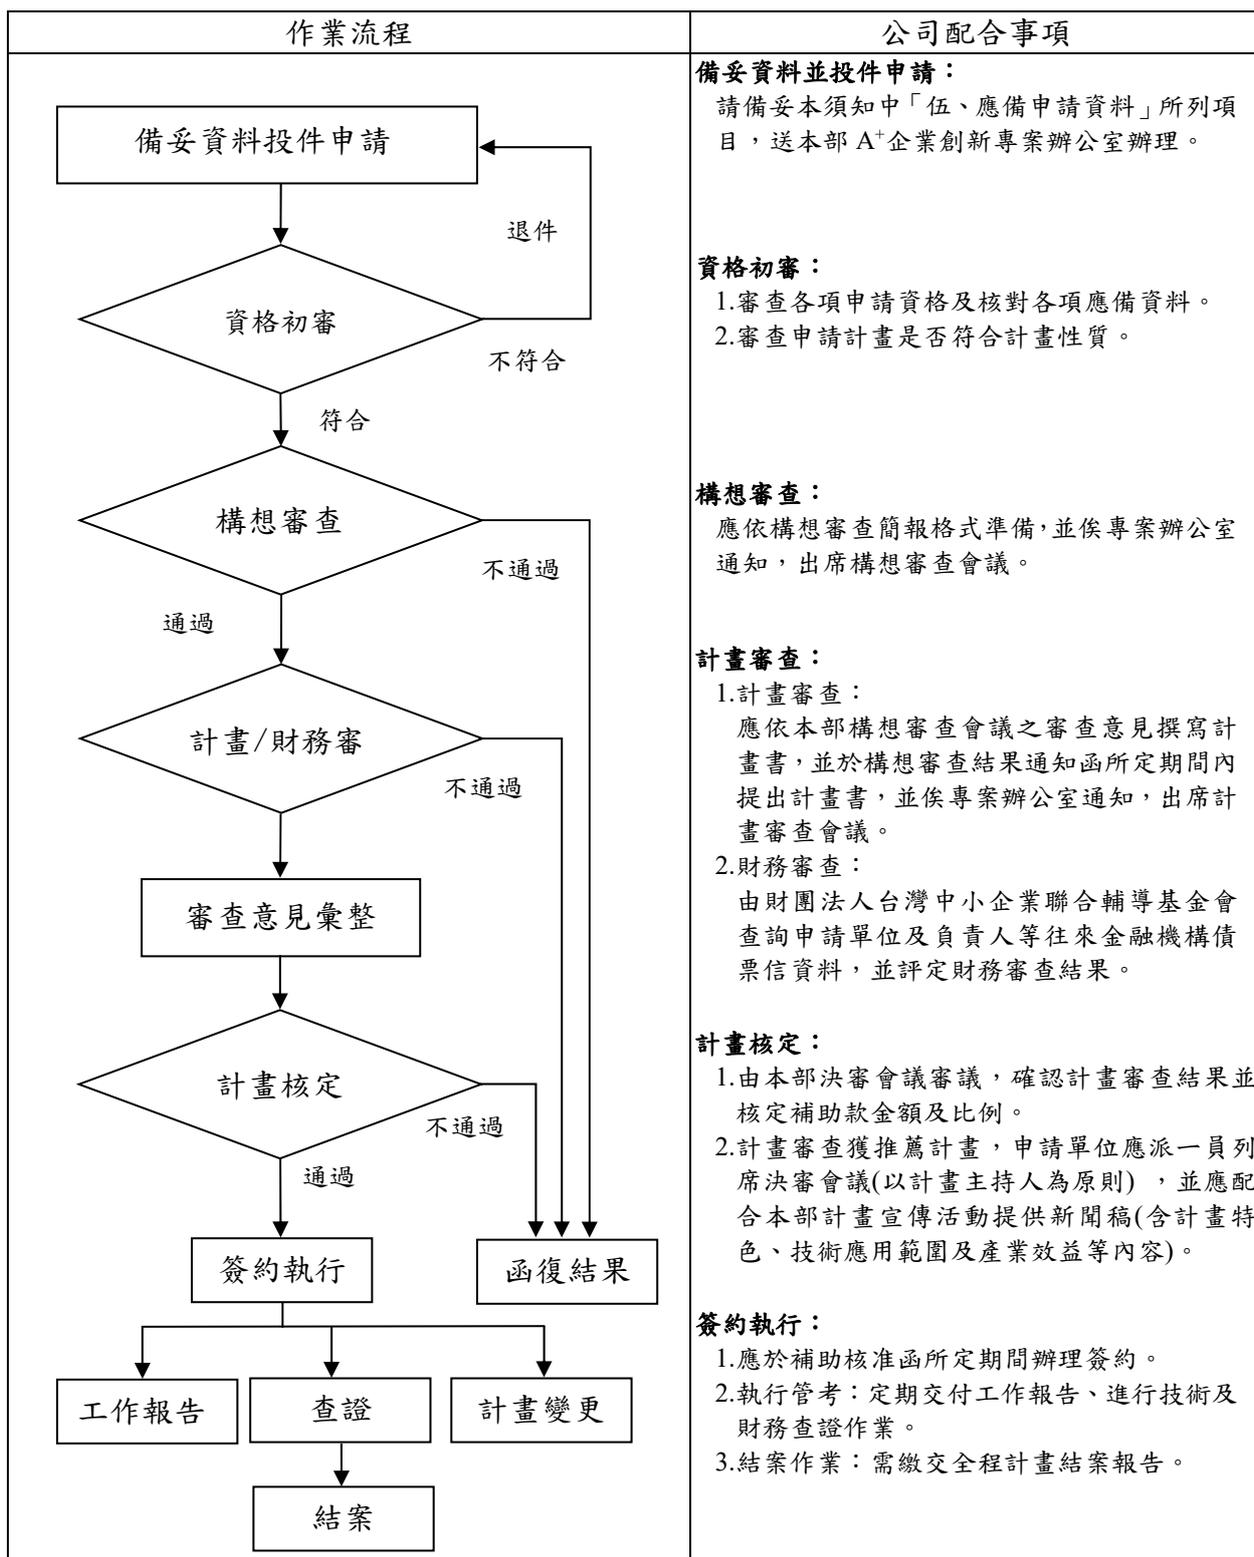 作業流程
公司配合事項
備妥資料投件申請
退件
資格初審
不符合
符合
構想審查
不通過
通過
計畫/財務審
不通過
審查意見彙整
計畫核定
不通過
通過
簽約執行
函復結果
工作報告
查證
計畫變更
結案
備妥資料並投件申請：
請備妥本須知中「伍、應備申請資料」所列項
目，送本部 A⁺企業創新專案辦公室辦理。
資格初審：
1.審查各項申請資格及核對各項應備資料。
2.審查申請計畫是否符合計畫性質。
構想審查：
應依構想審查簡報格式準備，並俟專案辦公室
通知，出席構想審查會議。
計畫審查：
1.計畫審查：
應依本部構想審查會議之審查意見撰寫計
畫書，並於構想審查結果通知函所定期間內
提出計畫書，並俟專案辦公室通知，出席計
畫審查會議。
2.財務審查：
由財團法人台灣中小企業聯合輔導基金會
查詢申請單位及負責人等往來金融機構債
票信資料，並評定財務審查結果。
計畫核定：
1.由本部決審會議審議，確認計畫審查結果並
核定補助款金額及比例。
2.計畫審查獲推薦計畫，申請單位應派一員列
席決審會議(以計畫主持人為原則) ，並應配
合本部計畫宣傳活動提供新聞稿(含計畫特
色、技術應用範圍及產業效益等內容)。
簽約執行：
1.應於補助核准函所定期間辦理簽約。
2.執行管考：定期交付工作報告、進行技術及
財務查證作業。
3.結案作業：需繳交全程計畫結案報告。